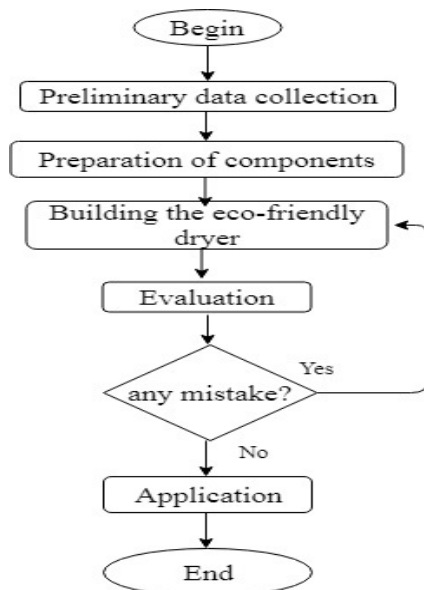 Begin
Preliminary data collection
Preparation of components
Building the eco-friendly
dryer
Evaluation
any mistake?
Yes
No
Application
End